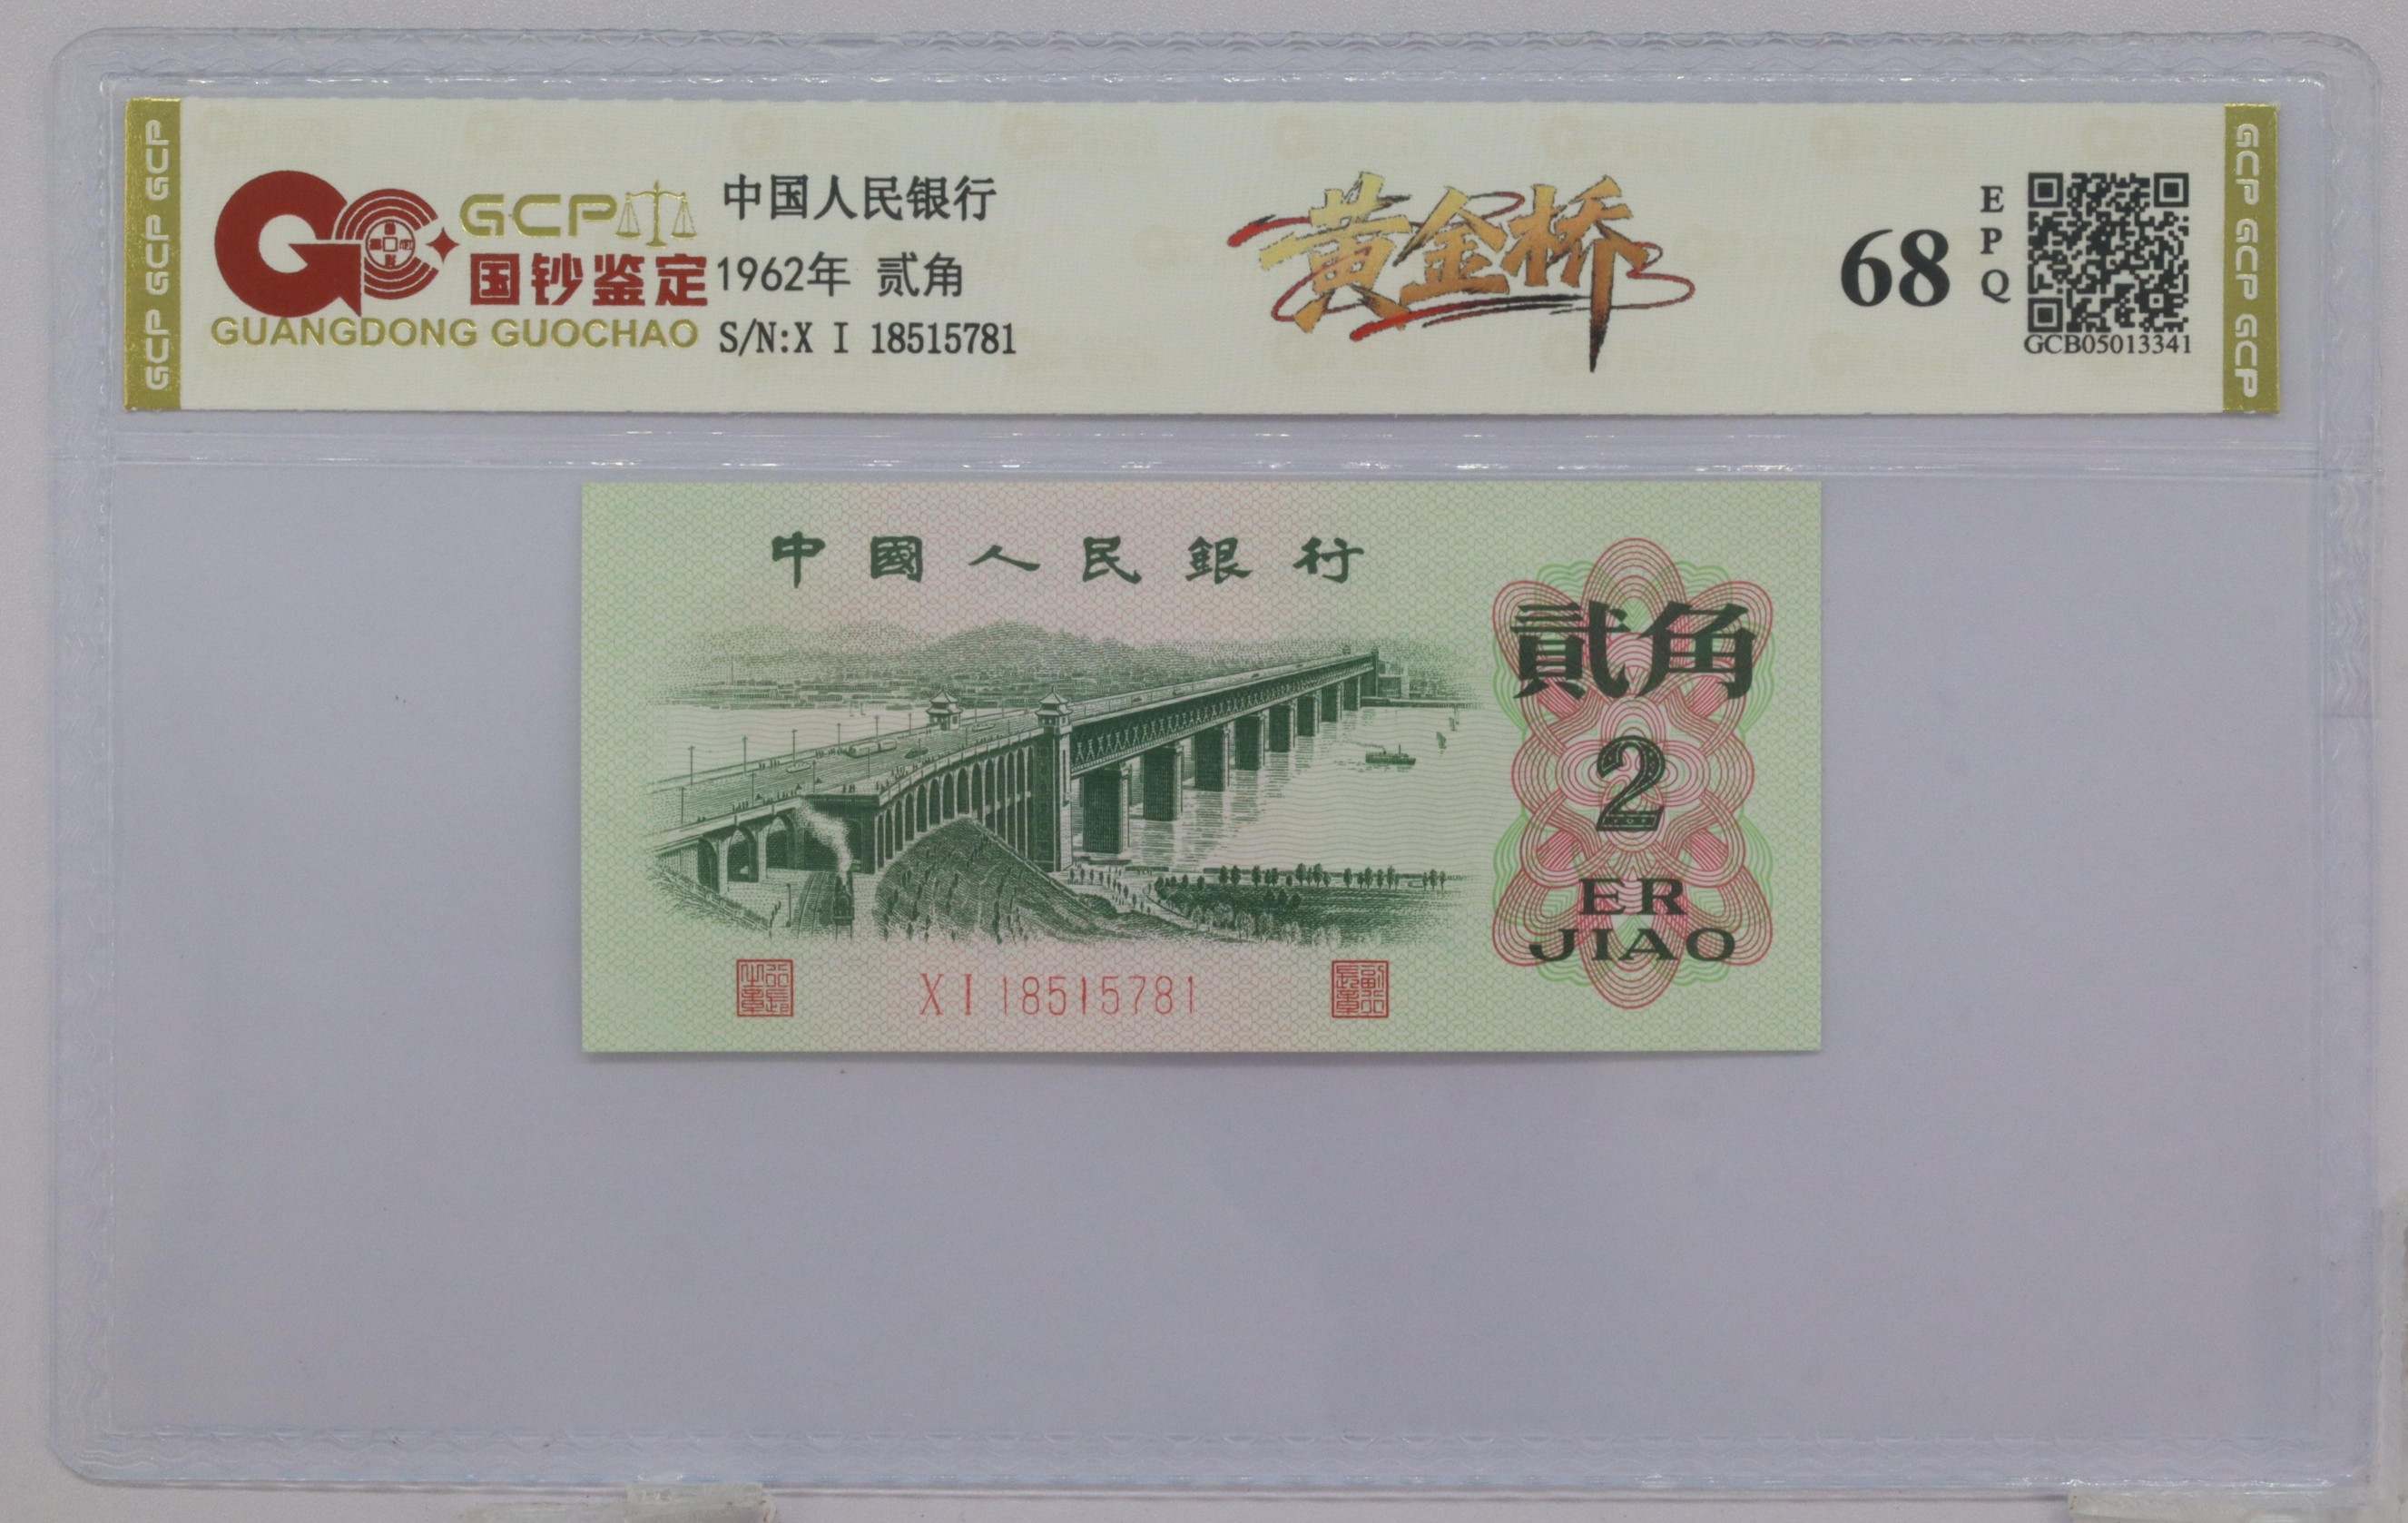 GCP GCP GCP
GCP
国钞鉴定
GUANGDONG GUOCHAO
中国人民银行
1962年 贰角
S/N:X I 18515781
黄金桥
68
EPQ
GCB05013341
GCP GCP GCP
中國人民銀行
貳角
2
ER
JIAO
X I 18515781